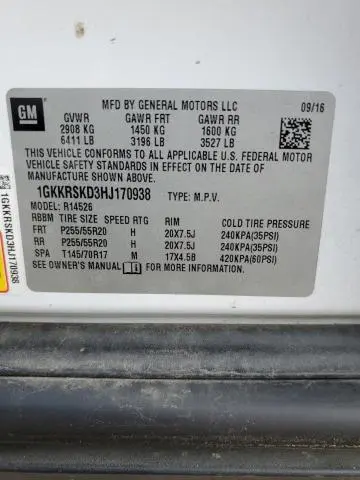 GM
MFD BY GENERAL MOTORS LLC 09/16
GVWR GAWR FRT GAWR RR
2908 KG 1450 KG 1600 KG
6411 LB 3196 LB 3527 LB
THIS VEHICLE CONFORMS TO ALL APPLICABLE U.S. FEDERAL MOTOR
VEHICLE SAFETY STANDARDS IN EFFECT ON THE DATE OF
MANUFACTURE SHOWN ABOVE.
1GKKRSKD3HJ170938 TYPE: M.P.V.
MODEL: R14526
RBBM TIRE SIZE SPEED RTG RIM COLD TIRE PRESSURE
FRT P255/55R20 H 20X7.5J 240KPA(35PSI)
RR P255/55R20 H 20X7.5J 240KPA(35PSI)
SPA T145/70R17 M 17X4.5B 420KPA(60PSI)
SEE OWNER'S MANUAL FOR MORE INFORMATION.
1GKKRSKD3HJ170938